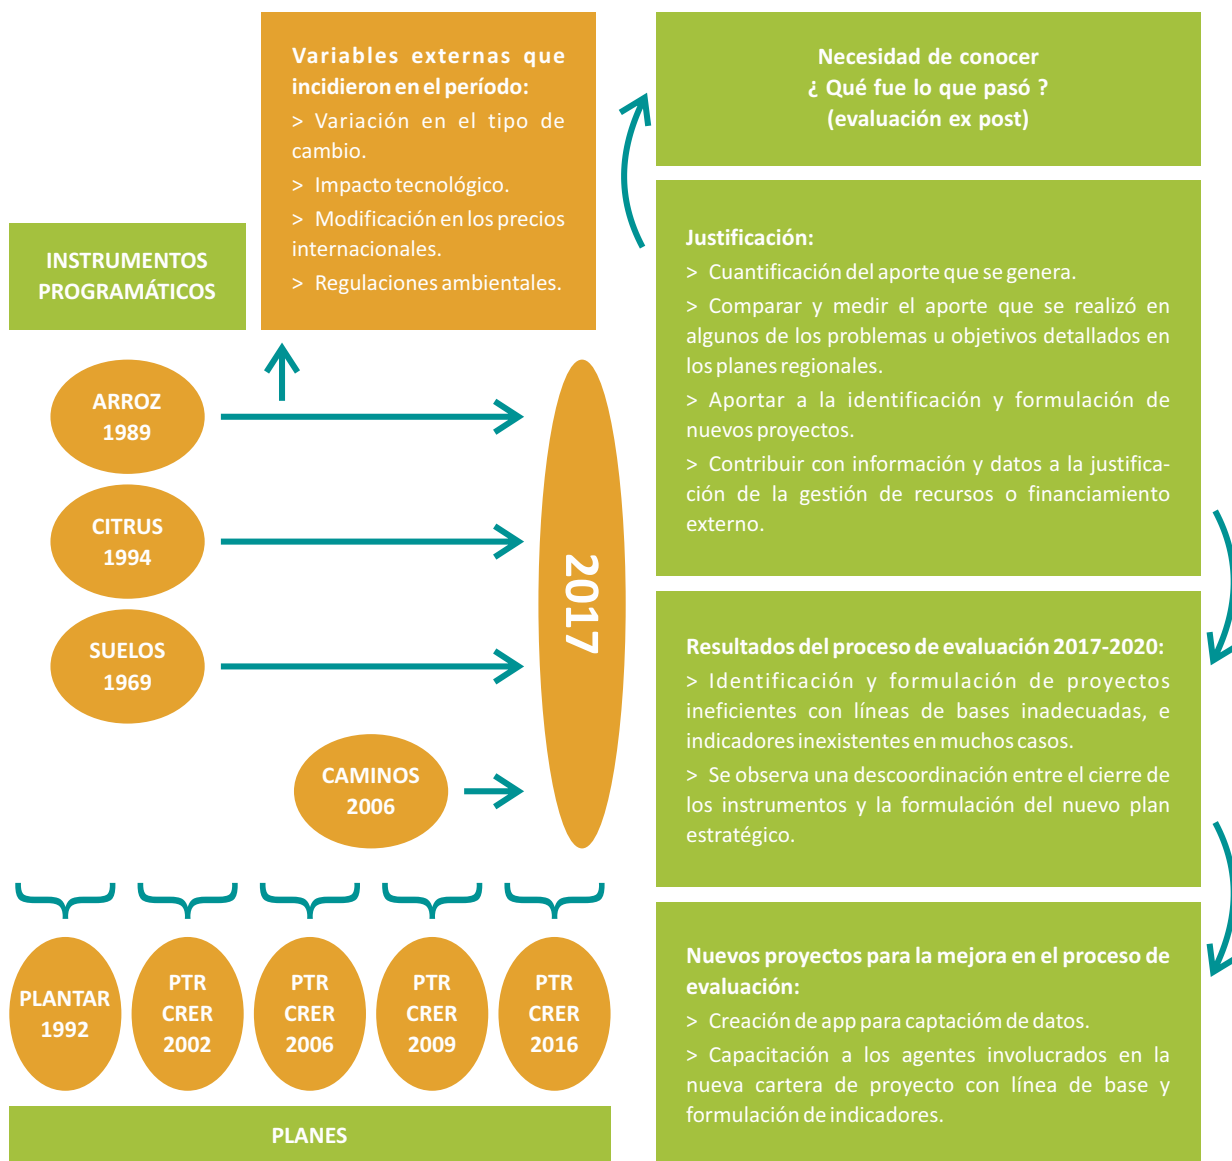 Variables externas que
incidieron en el período:
> Variación en el tipo de
cambio.
> Impacto tecnológico.
> Modificación en los precios
internacionales.
> Regulaciones ambientales.
INSTRUMENTOS
PROGRAMÁTICOS
ARROZ
1989
CITRUS
1994
SUELOS
1969
CAMINOS
2006
2017
PLANTAR
1992
PTR
CRER
2002
PTR
CRER
2006
PTR
CRER
2009
PTR
CRER
2016
PLANES
Necesidad de conocer
¿ Qué fue lo que pasó ?
(evaluación ex post)
Justificación:
> Cuantificación del aporte que se genera.
> Comparar y medir el aporte que se realizó en
algunos de los problemas u objetivos detallados en
los planes regionales.
> Aportar a la identificación y formulación de
nuevos proyectos.
> Contribuir con información y datos a la justifica-
ción de la gestión de recursos o financiamiento
externo.
Resultados del proceso de evaluación 2017-2020:
> Identificación y formulación de proyectos
ineficientes con líneas de bases inadecuadas, e
indicadores inexistentes en muchos casos.
> Se observa una descoordinación entre el cierre de
los instrumentos y la formulación del nuevo plan
estratégico.
Nuevos proyectos para la mejora en el proceso de
evaluación:
> Creación de app para captacióm de datos.
> Capacitación a los agentes involucrados en la
nueva cartera de proyecto con línea de base y
formulación de indicadores.